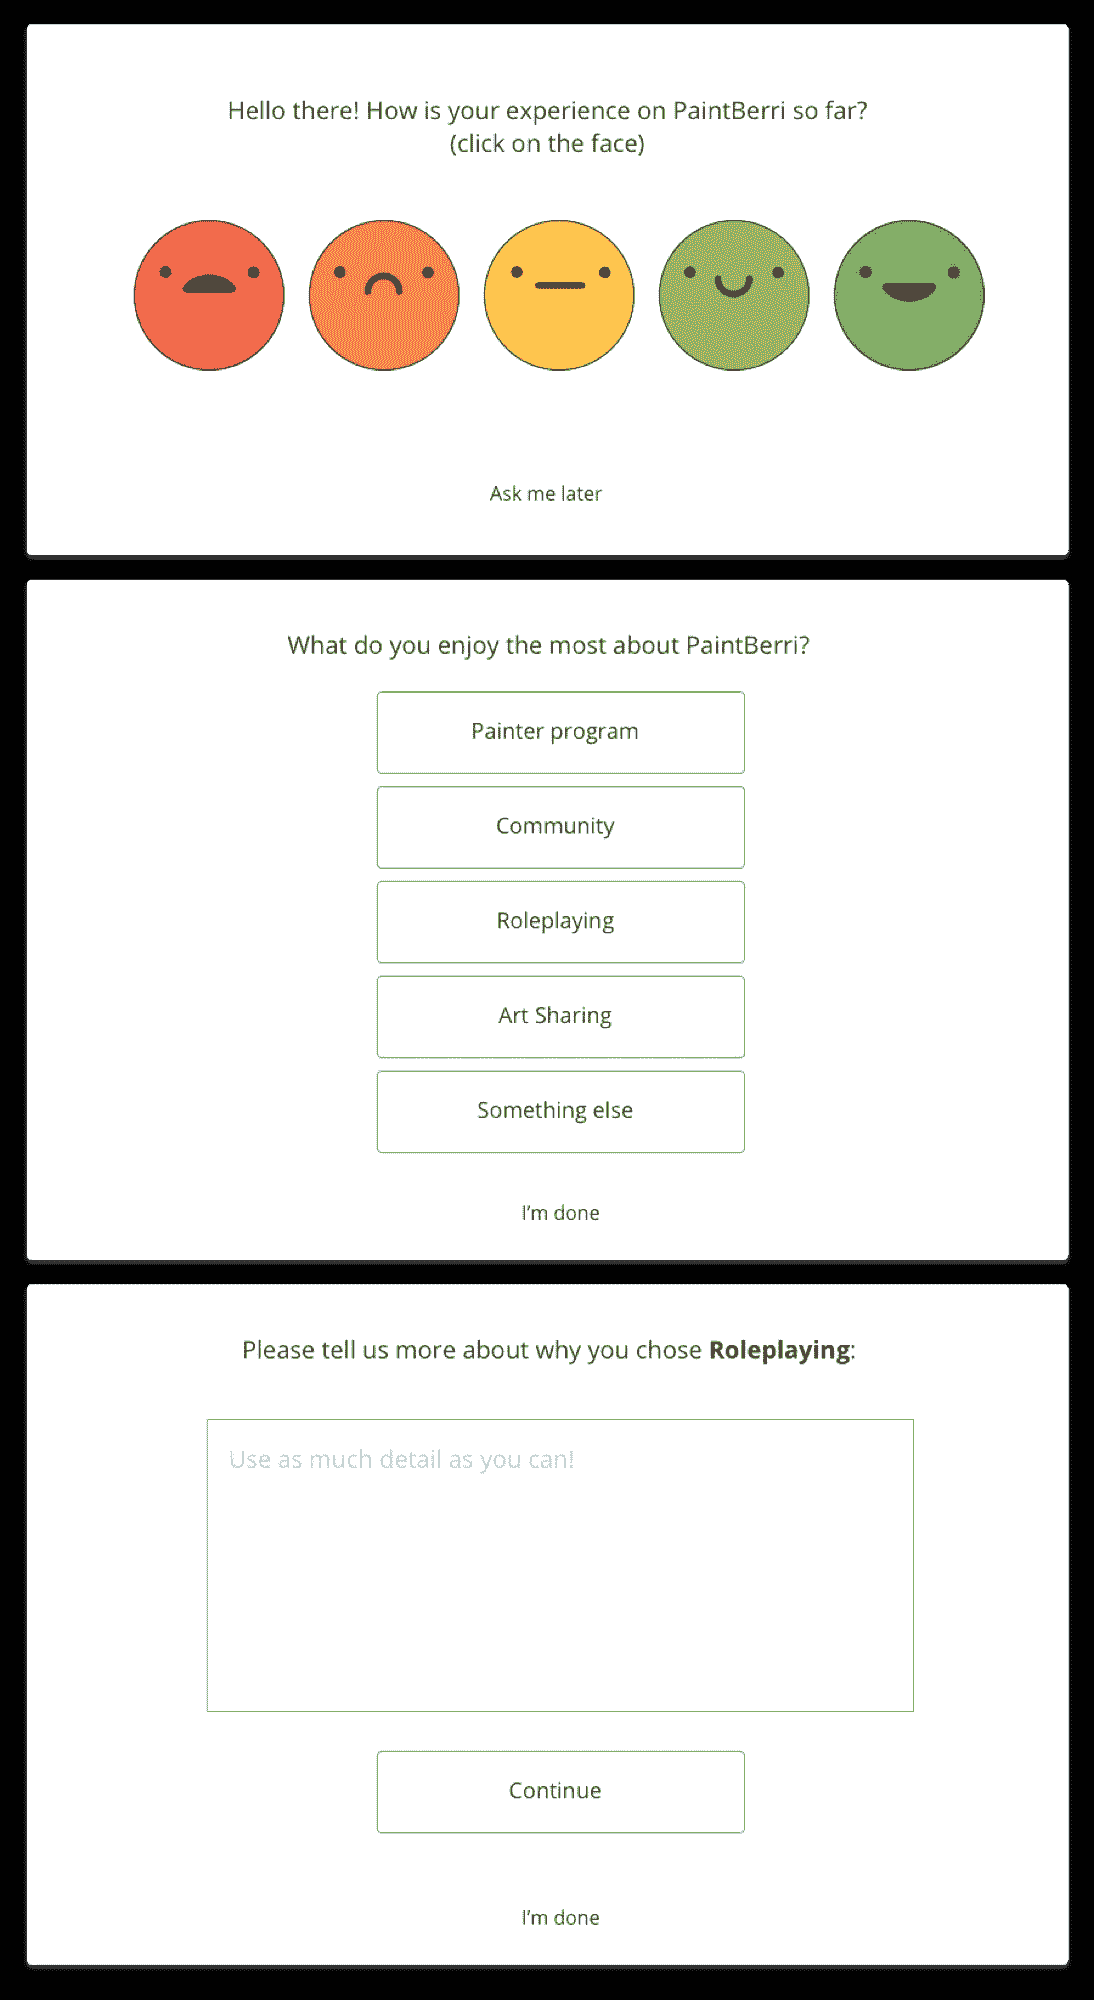 Hello there! How is your experience on PaintBerri so far?
(click on the face)
Ask me later
What do you enjoy the most about PaintBerri?
Painter program
Community
Roleplaying
Art Sharing
Something else
I'm done
Please tell us more about why you chose Roleplaying:
Use as much detail as you can!
Continue
I'm done